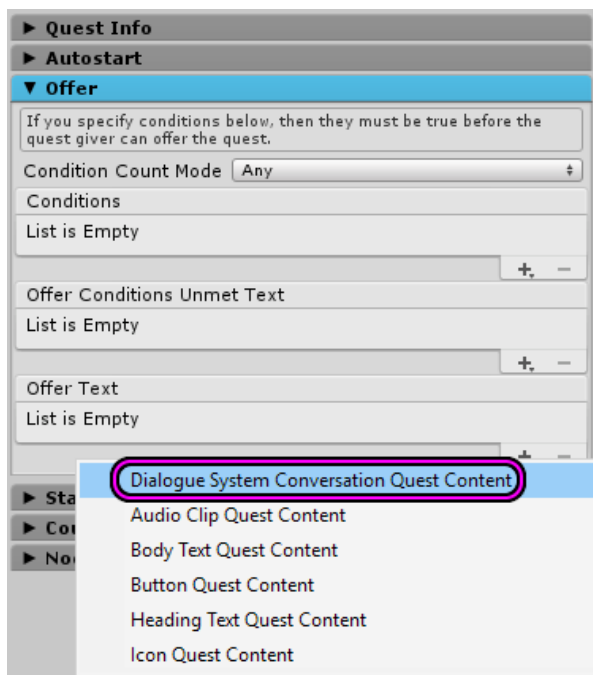 Quest Info
Autostart
Offer
If you specify conditions below, then they must be true before the
quest giver can offer the quest.
Condition Count Mode Any
Conditions
List is Empty
Offer Conditions Unmet Text
List is Empty
Offer Text
List is Empty
Dialogue System Conversation Quest Content
Sta
Audio Clip Quest Content
Cou
Body Text Quest Content
No
Button Quest Content
Heading Text Quest Content
Icon Quest Content